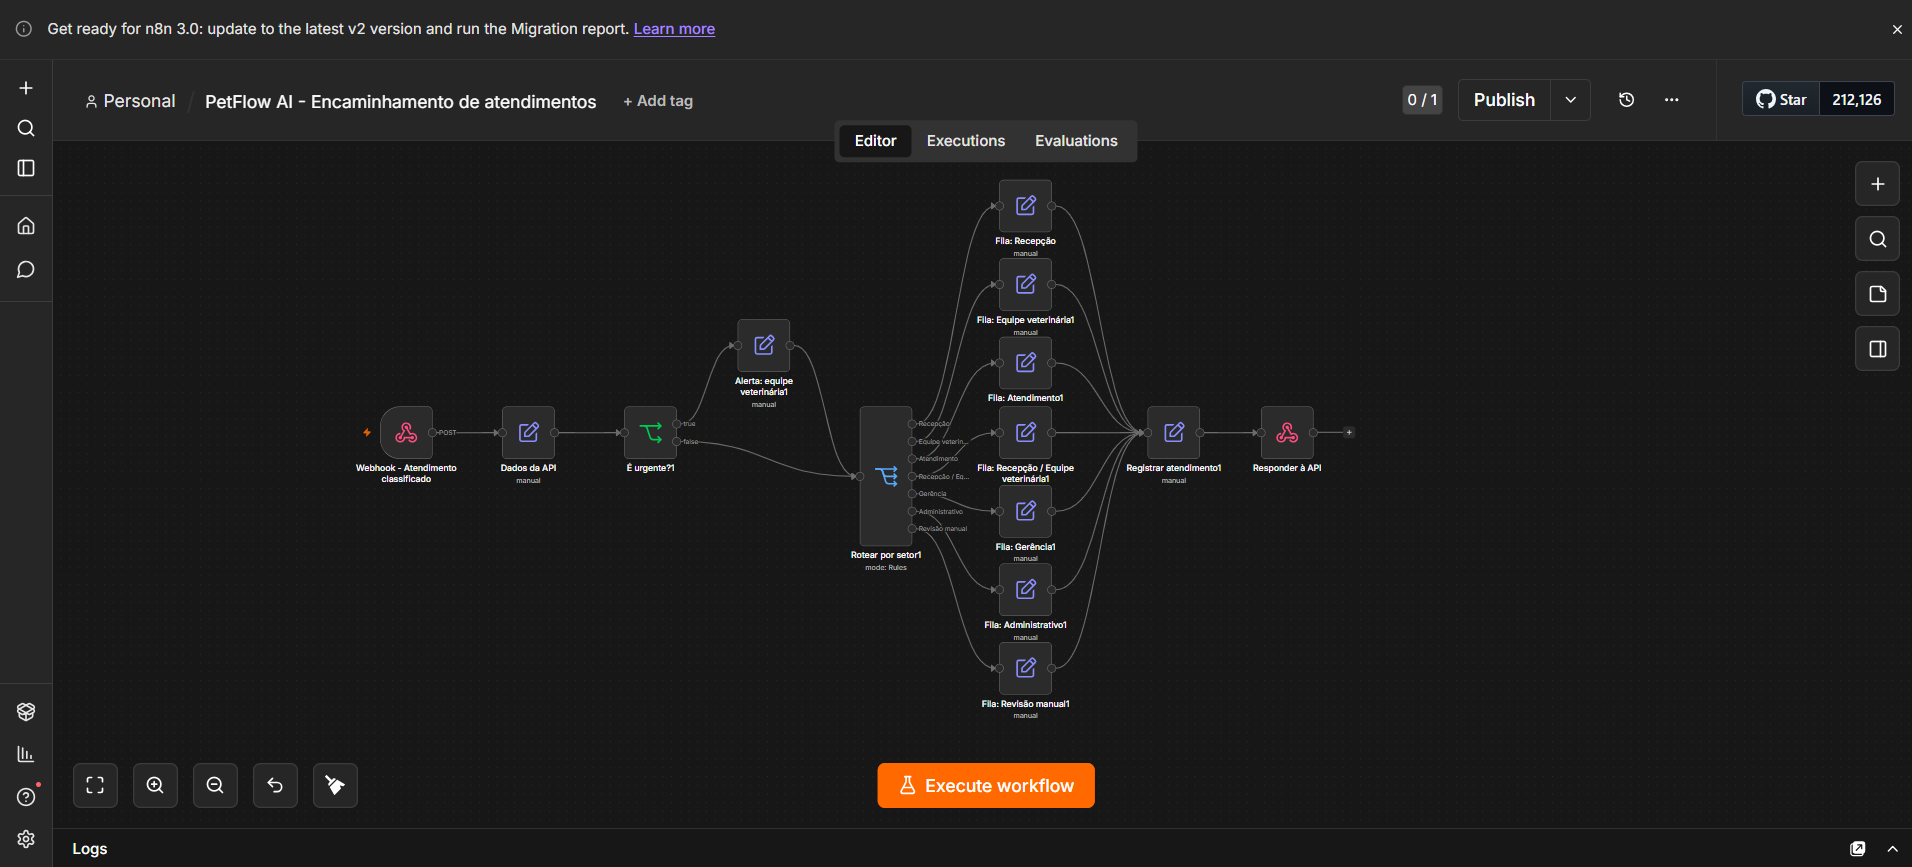 Get ready for n8n 3.0: update to the latest v2 version and run the Migration report. Learn more
Personal / PetFlow AI - Encaminhamento de atendimentos + Add tag
0 / 1
Publish
Star 212,126
Editor Executions Evaluations
Fila: Recepção
manual
Fila: Equipe veterinária1
manual
Fila: Atendimento1
Alerta: equipe
veterinária1
manual
POST
Webhook - Atendimento
classificado
Dados da API
manual
true
false
É urgente?1
Recepção
Equipe veterin...
Atendimento
Recepção / Eq...
Gerência
Administrativo
Revisão manual
Rotear por setor1
mode: Rules
Fila: Recepção / Equipe
veterinária1
Fila: Gerência1
manual
Fila: Administrativo1
manual
Fila: Revisão manual1
manual
Registrar atendimento1
manual
Responder à API
Execute workflow
Logs